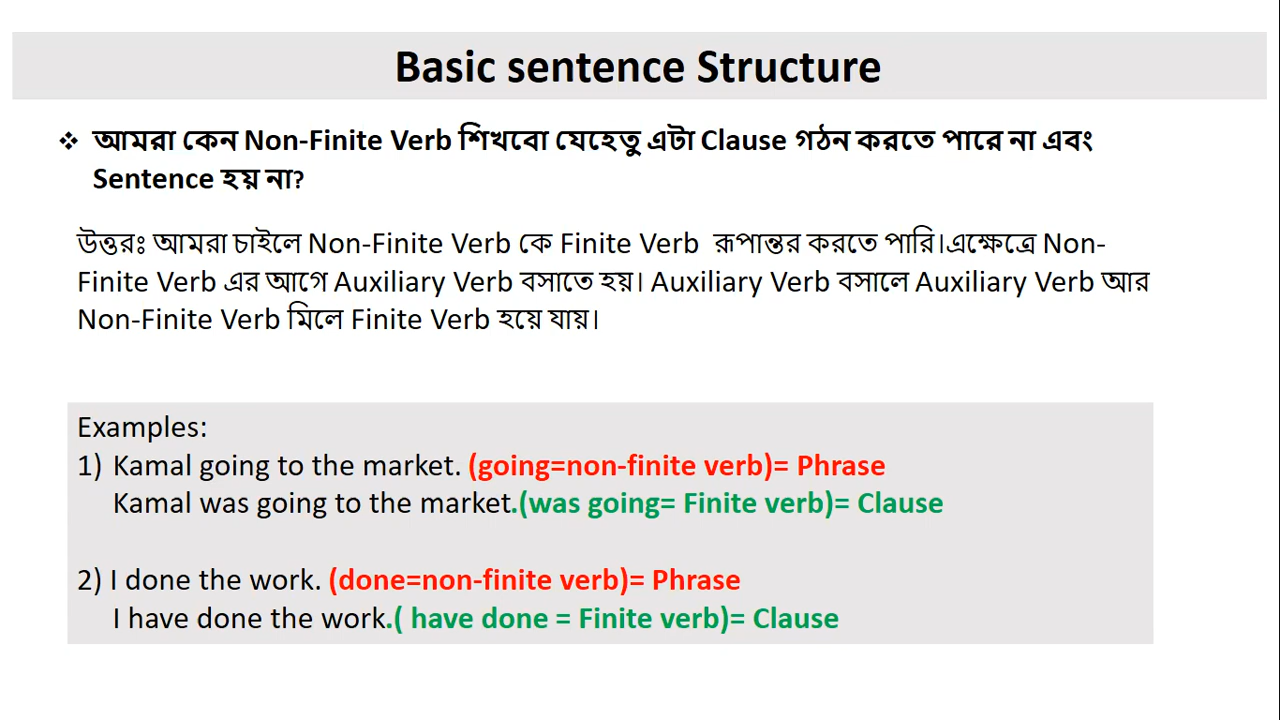 Basic sentence Structure
❖ আমরা কেন Non-Finite Verb শিখবো যেহেতু এটা Clause গঠন করতে পারে না এবং
Sentence হয় না?
উত্তরঃ আমরা চাইলে Non-Finite Verb কে Finite Verb রূপান্তর করতে পারি।এক্ষেত্রে Non-
Finite Verb এর আগে Auxiliary Verb বসাতে হয়। Auxiliary Verb বসালে Auxiliary Verb আর
Non-Finite Verb মিলে Finite Verb হয়ে যায়।
Examples:
1) Kamal going to the market. (going=non-finite verb)= Phrase
Kamal was going to the market.(was going= Finite verb)= Clause
2) I done the work. (done=non-finite verb)= Phrase
I have done the work.( have done = Finite verb)= Clause